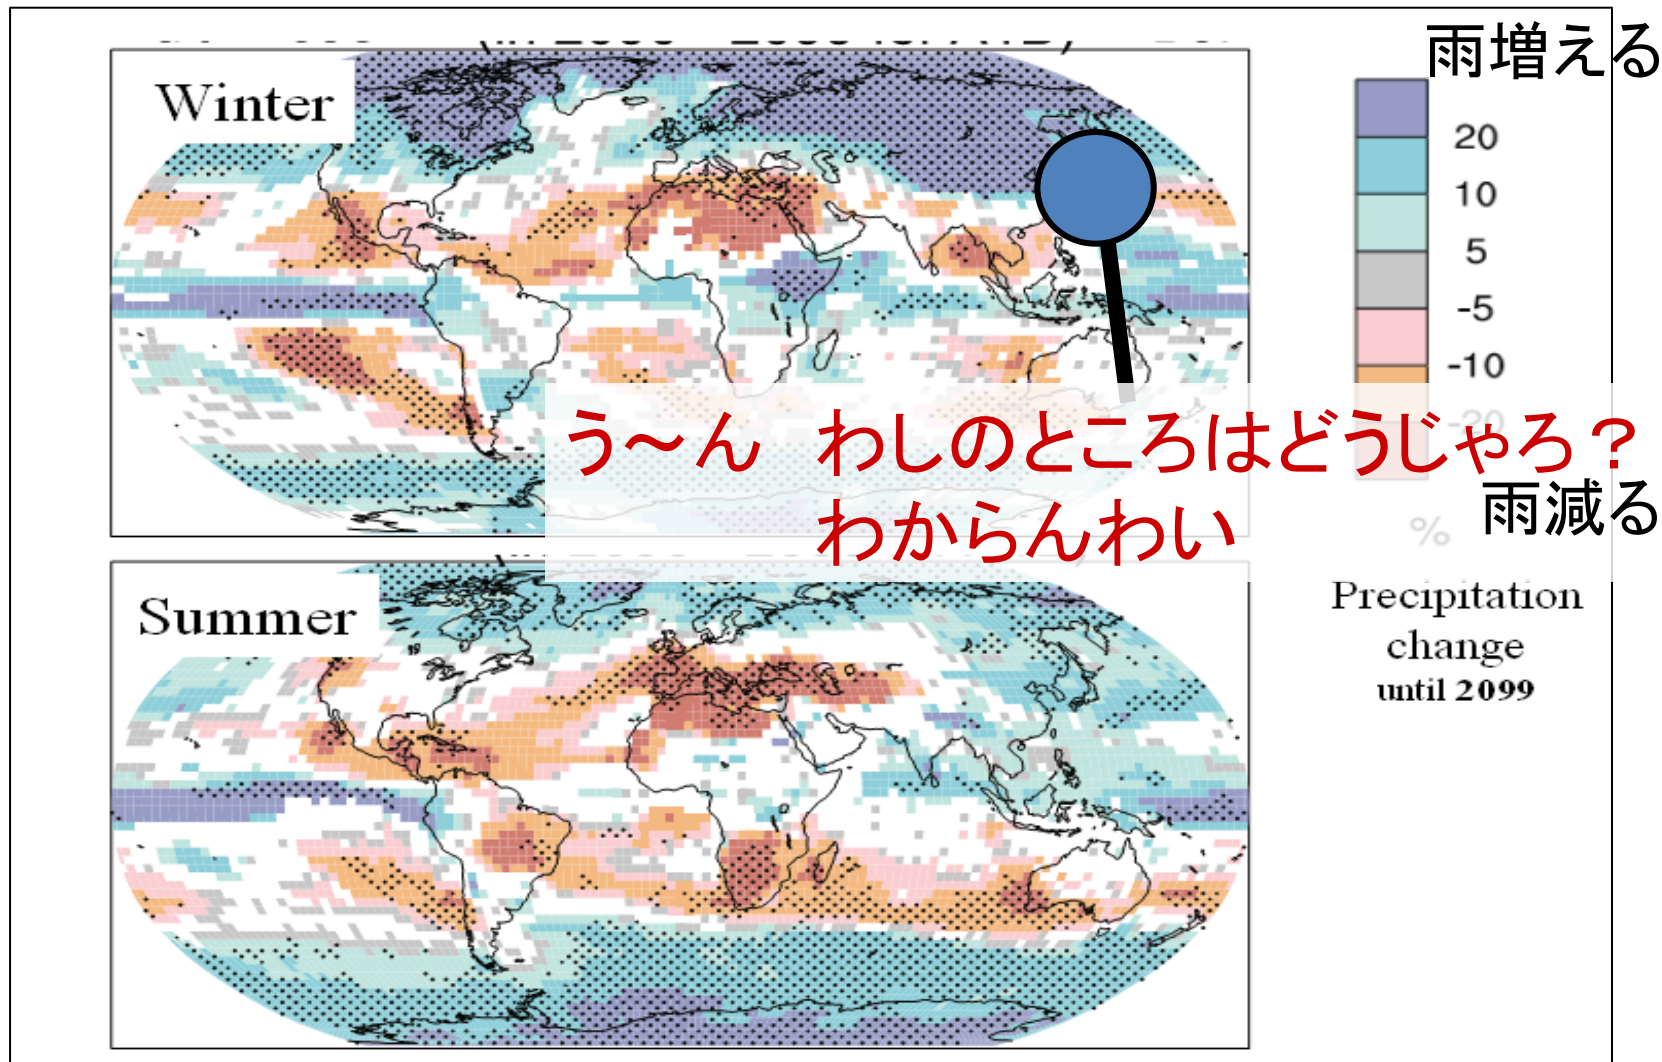 雨増える
Winter
20
10
5
-5
-10
-20
う～ん　わしのところはどうじゃろ？
わからんわい
雨減る
%
Summer
Precipitation
change
until 2099